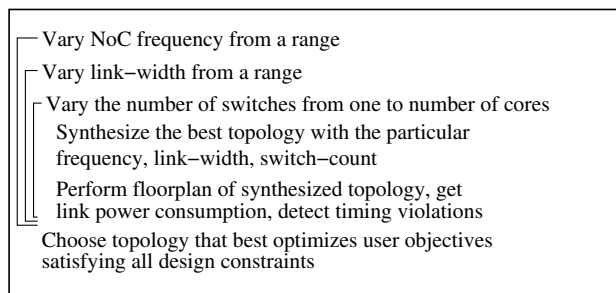 Vary NoC frequency from a range
Vary link−width from a range
Vary the number of switches from one to number of cores
Synthesize the best topology with the particular
frequency, link−width, switch−count
Perform floorplan of synthesized topology, get
link power consumption, detect timing violations
Choose topology that best optimizes user objectives
satisfying all design constraints